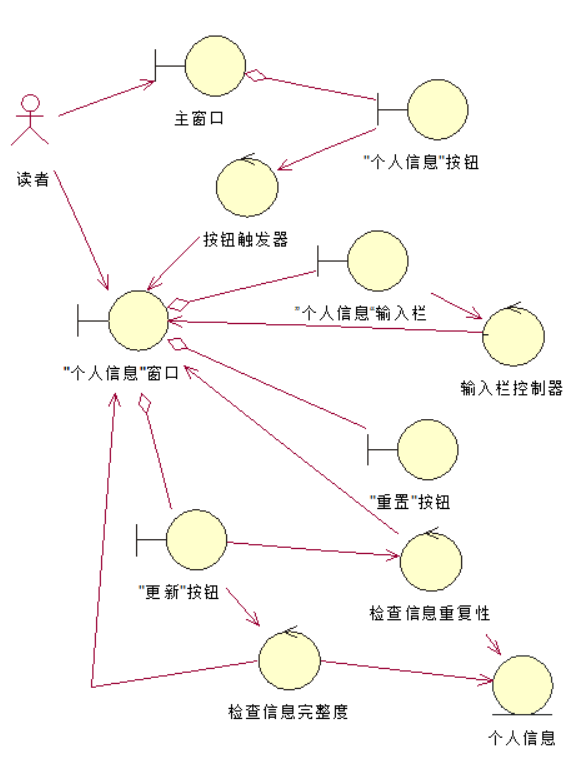 主窗口
"个人信息"按钮
读者
按钮触发器
"个人信息"输入栏
"个人信息"窗口
输入栏控制器
"重置"按钮
"更新"按钮
检查信息重复性
检查信息完整度
个人信息